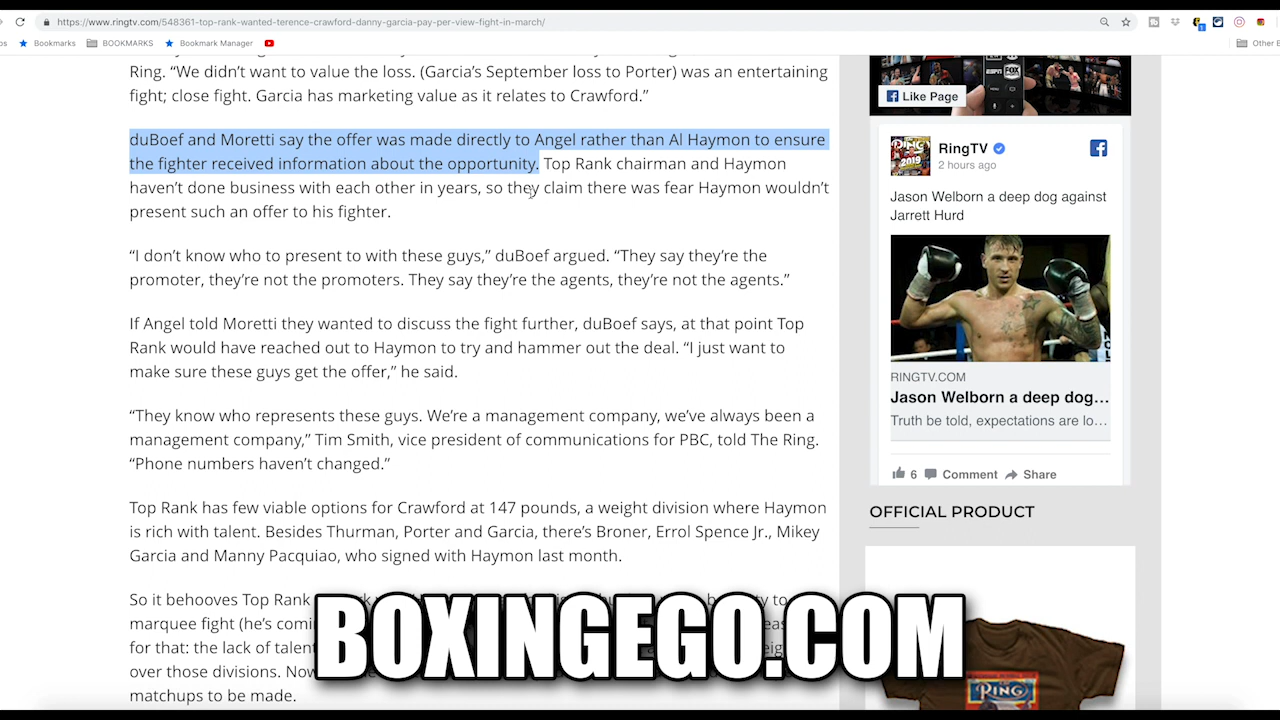 https://www.ringtv.com/548361-top-rank-wanted-terence-crawford-danny-garcia-pay-per-view-fight-in-march/
Bookmarks
BOOKMARKS
Bookmark Manager
Other
Ring. “We didn’t want to value the loss. (Garcia’s September loss to Porter) was an entertaining
fight; close fight. Garcia has marketing value as it relates to Crawford.”
duBoef and Moretti say the offer was made directly to Angel rather than Al Haymon to ensure
the fighter received information about the opportunity. Top Rank chairman and Haymon
haven’t done business with each other in years, so they claim there was fear Haymon wouldn’t
present such an offer to his fighter.
“I don’t know who to present to with these guys,” duBoef argued. “They say they’re the
promoter, they’re not the promoters. They say they’re the agents, they’re not the agents.”
If Angel told Moretti they wanted to discuss the fight further, duBoef says, at that point Top
Rank would have reached out to Haymon to try and hammer out the deal. “I just want to
make sure these guys get the offer,” he said.
“They know who represents these guys. We’re a management company, we’ve always been a
management company,” Tim Smith, vice president of communications for PBC, told The Ring.
“Phone numbers haven’t changed.”
Top Rank has few viable options for Crawford at 147 pounds, a weight division where Haymon
is rich with talent. Besides Thurman, Porter and Garcia, there’s Broner, Errol Spence Jr., Mikey
Garcia and Manny Pacquiao, who signed with Haymon last month.
So it behooves Top Rank
marquee fight (he’s
for that: the lack of
over those divisions.
matchups to be made.
BOXINGEGO.COM
ESPN FOX
Like Page
RingTV
2 hours ago
Jason Welborn a deep dog against
Jarrett Hurd
RINGTV.COM
Jason Welborn a deep dog...
Truth be told, expectations are lo...
6 Comment Share
OFFICIAL PRODUCT
RING